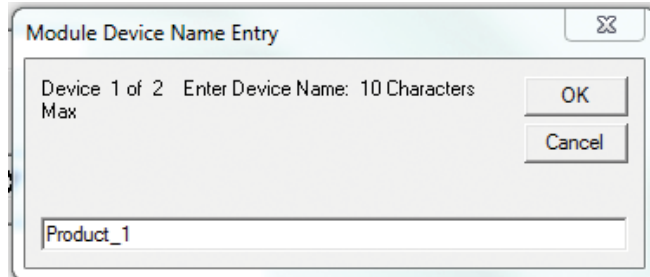 Module Device Name Entry
Device 1 of 2 Enter Device Name: 10 Characters
Max
OK
Cancel
Product_1